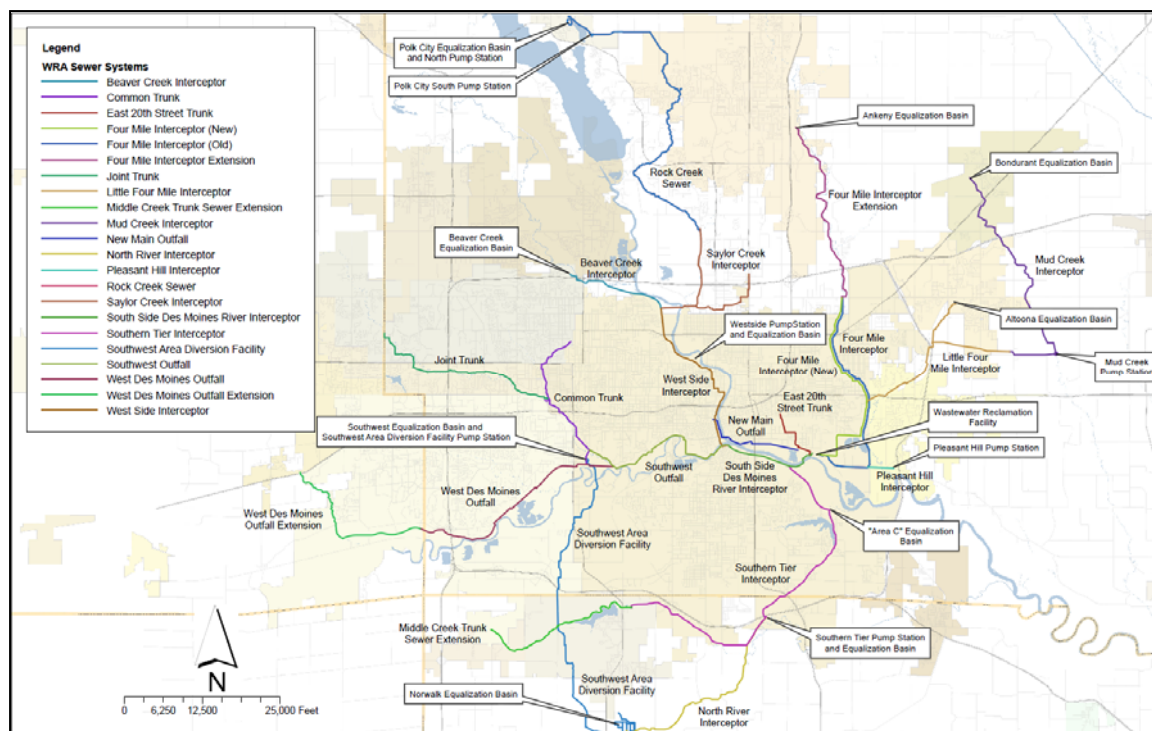 Legend
WRA Sewer Systems
Beaver Creek Interceptor
Common Trunk
East 20th Street Trunk
Four Mile Interceptor (New)
Four Mile Interceptor (Old)
Four Mile Interceptor Extension
Joint Trunk
Little Four Mile Interceptor
Middle Creek Trunk Sewer Extension
Mud Creek Interceptor
New Main Outfall
North River Interceptor
Pleasant Hill Interceptor
Rock Creek Sewer
Saylor Creek Interceptor
South Side Des Moines River Interceptor
Southern Tier Interceptor
Southwest Area Diversion Facility
Southwest Outfall
West Des Moines Outfall
West Des Moines Outfall Extension
West Side Interceptor
Polk City Equalization Basin
and North Pump Station
Polk City South Pump Station
Ankeny Equalization Basin
Bondurant Equalization Basin
Rock Creek
Sewer
Four Mile Interceptor
Extension
Beaver Creek
Equalization Basin
Beaver Creek
Interceptor
Saylor Creek
Interceptor
Mud Creek
Interceptor
Altoona Equalization Basin
Westside PumpStation
and Equalization Basin
Four Mile
Interceptor
Joint Trunk
Four Mile
Interceptor (New)
Little Four
Mile Interceptor
Mud Creek
Pump Station
West Side
Interceptor
Common Trunk
East 20th
Street Trunk
Wastewater Reclamation
Facility
Southwest Equalization Basin and
Southwest Area Diversion Facility Pump Station
New Main
Outfall
Pleasant Hill Pump Station
Southwest
Outfall
South Side
Des Moines
River Interceptor
Pleasant Hill
Interceptor
West Des Moines
Outfall
West Des Moines
Outfall Extension
Southwest Area
Diversion Facility
"Area C" Equalization
Basin
Southern Tier
Interceptor
Middle Creek Trunk
Sewer Extension
Southern Tier Pump Station
and Equalization Basin
Southwest Area
Diversion Facility
Norwalk Equalization Basin
North River
Interceptor
N
0 6,250 12,500 25,000 Feet